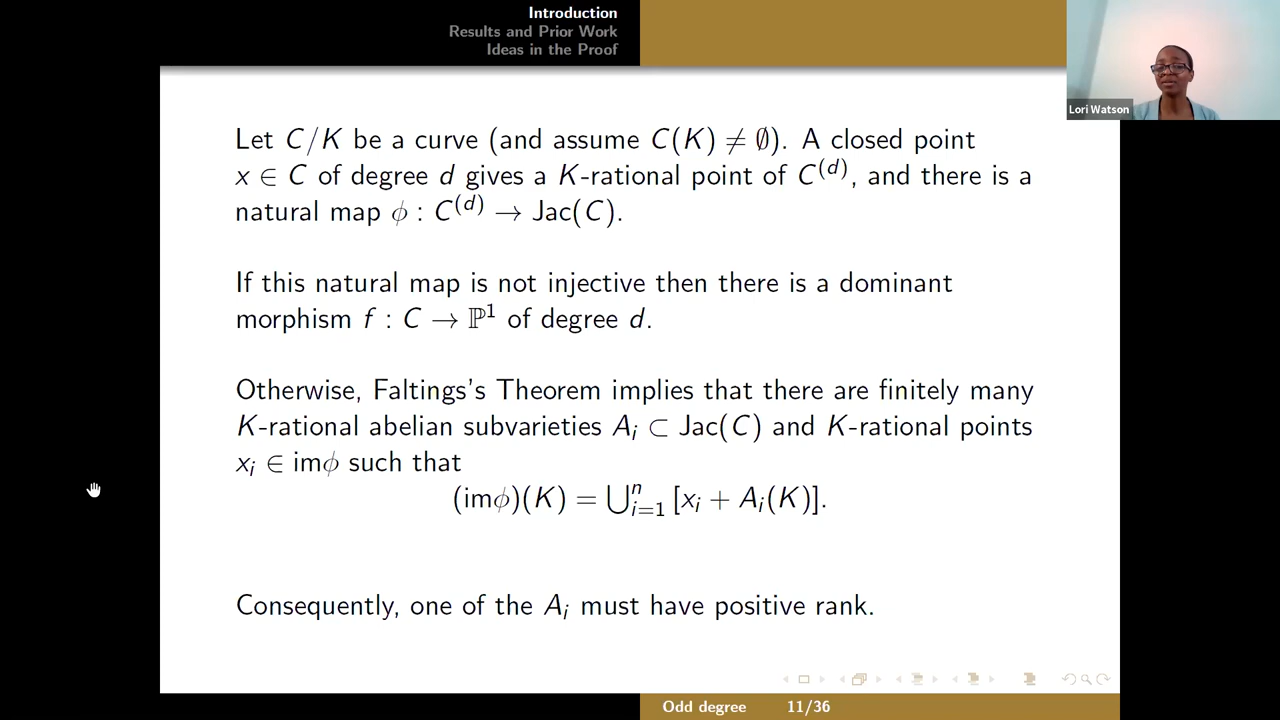 Introduction
Results and Prior Work
Ideas in the Proof
Lori Watson
Let C/K be a curve (and assume C(K) ≠ ∅). A closed point
x ∈ C of degree d gives a K-rational point of C^(d), and there is a
natural map ϕ : C^(d) → Jac(C).
If this natural map is not injective then there is a dominant
morphism f : C → ℙ¹ of degree d.
Otherwise, Faltings's Theorem implies that there are finitely many
K-rational abelian subvarieties A_i ⊂ Jac(C) and K-rational points
x_i ∈ imϕ such that
(imϕ)(K) = ⋃_{i=1}^n [x_i + A_i(K)].
Consequently, one of the A_i must have positive rank.
Odd degree 11/36